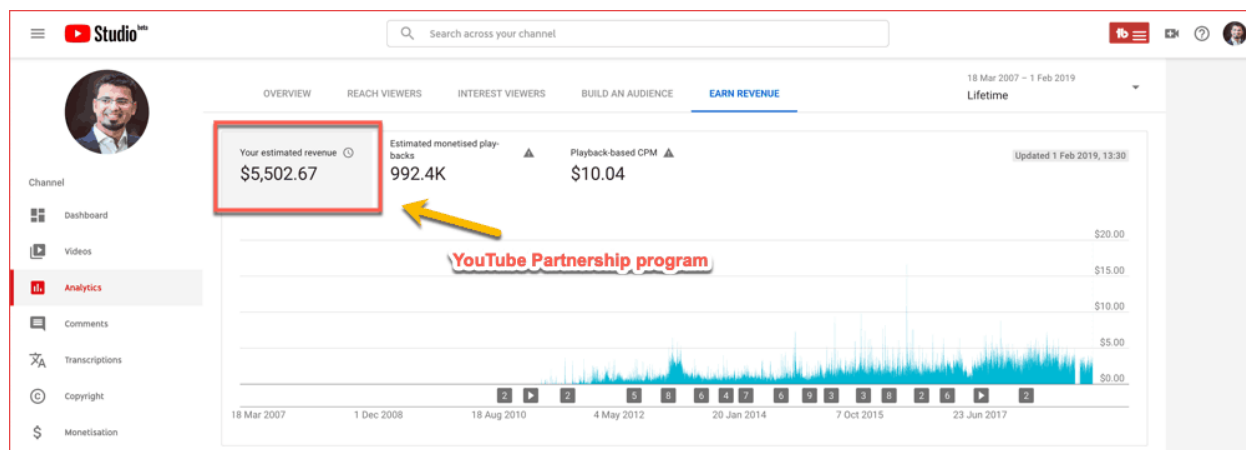 Studio beta
Search across your channel
18 Mar 2007 – 1 Feb 2019
Lifetime
OVERVIEW
REACH VIEWERS
INTEREST VIEWERS
BUILD AN AUDIENCE
EARN REVENUE
Your estimated revenue
$5,502.67
Estimated monetised play-
backs
992.4K
Playback-based CPM
$10.04
Updated 1 Feb 2019, 13:30
Channel
Dashboard
Videos
Analytics
Comments
Transcriptions
Copyright
Monetisation
YouTube Partnership program
$20.00
$15.00
$10.00
$5.00
$0.00
2 2 5 8 6 4 7 6 9 3 3 8 2 6 2
18 Mar 2007 1 Dec 2008 18 Aug 2010 4 May 2012 20 Jan 2014 7 Oct 2015 23 Jun 2017